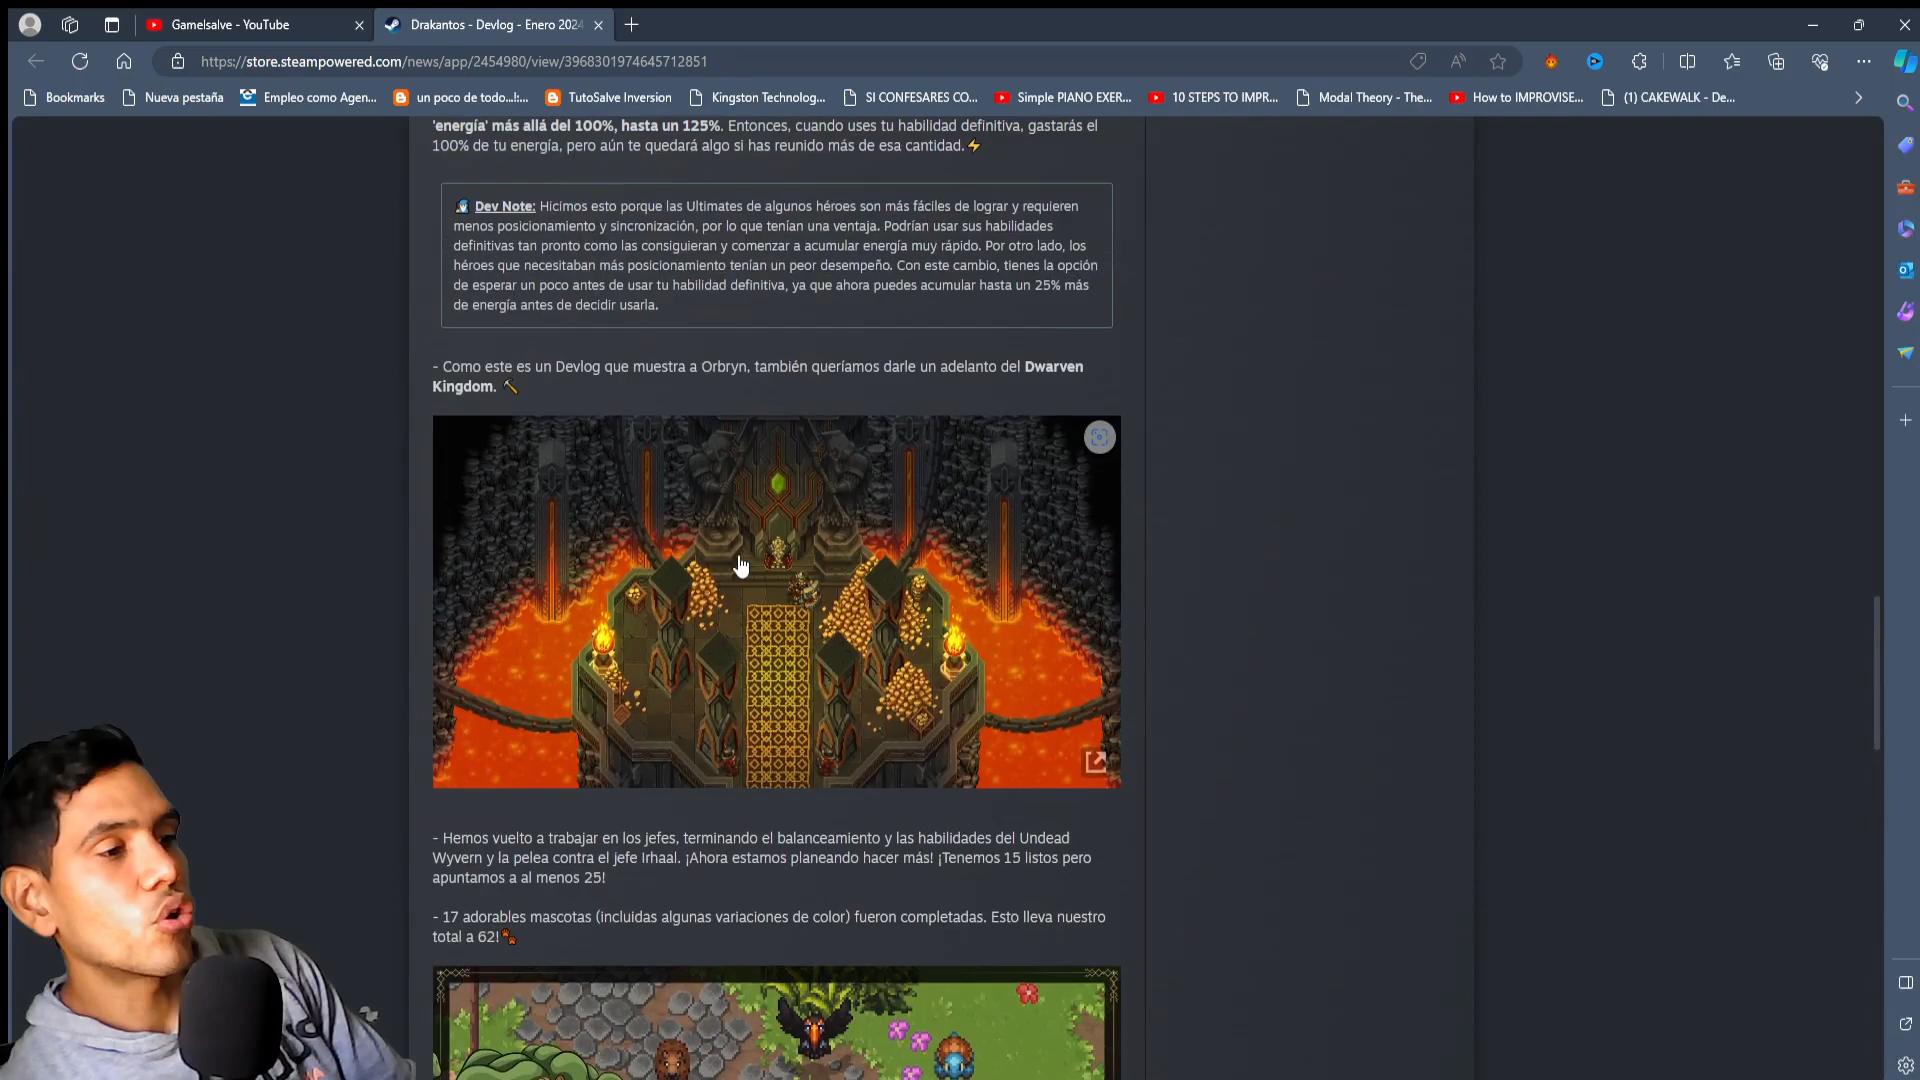 Gamelsalve - YouTube
Drakantos - Devlog - Enero 2024
https://store.steampowered.com/news/app/2454980/view/3968301974645712851
Bookmarks
Nueva pestaña
Empleo como Agen...
un poco de todo...!:...
TutoSalve Inversion
Kingston Technolog...
SI CONFESARES CO...
Simple PIANO EXER...
10 STEPS TO IMPR...
Modal Theory - The...
How to IMPROVISE...
(1) CAKEWALK - De...
'energía' más allá del 100%, hasta un 125%. Entonces, cuando uses tu habilidad definitiva, gastarás el
100% de tu energía, pero aún te quedará algo si has reunido más de esa cantidad.⚡
Dev Note: Hicimos esto porque las Ultimates de algunos héroes son más fáciles de lograr y requieren
menos posicionamiento y sincronización, por lo que tenían una ventaja. Podrían usar sus habilidades
definitivas tan pronto como las consiguieran y comenzar a acumular energía muy rápido. Por otro lado, los
héroes que necesitaban más posicionamiento tenían un peor desempeño. Con este cambio, tienes la opción
de esperar un poco antes de usar tu habilidad definitiva, ya que ahora puedes acumular hasta un 25% más
de energía antes de decidir usarla.
- Como este es un Devlog que muestra a Orbryn, también queríamos darle un adelanto del Dwarven
Kingdom.
- Hemos vuelto a trabajar en los jefes, terminando el balanceamiento y las habilidades del Undead
Wyvern y la pelea contra el jefe Irhaal. ¡Ahora estamos planeando hacer más! ¡Tenemos 15 listos pero
apuntamos a al menos 25!
- 17 adorables mascotas (incluidas algunas variaciones de color) fueron completadas. Esto lleva nuestro
total a 62!